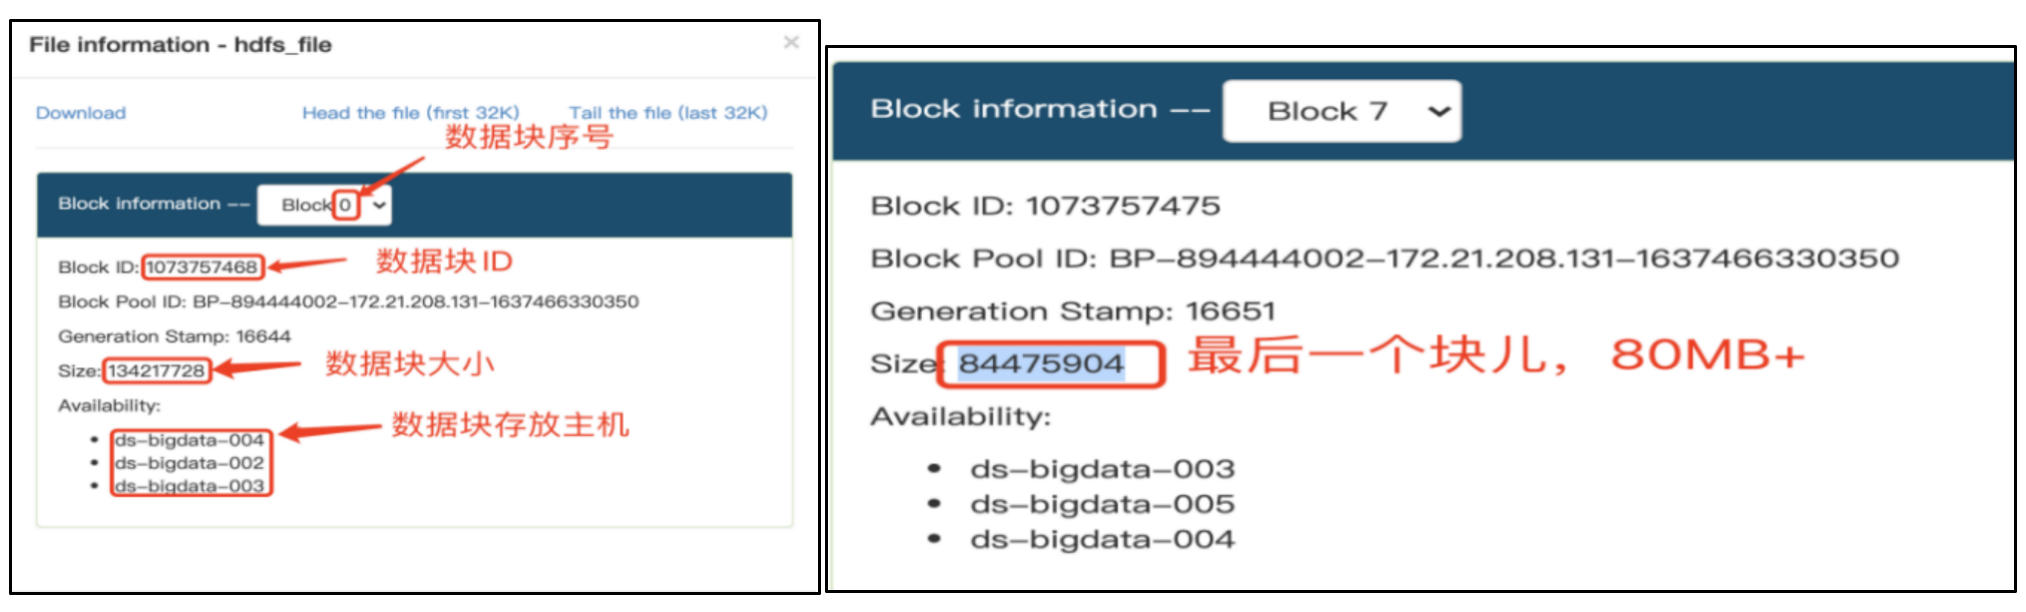 File information - hdfs_file
×
Download
Head the file (first 32K)
Tail the file (last 32K)
数据块序号
Block information --
Block 0
Block ID: 1073757468
数据块ID
Block Pool ID: BP-894444002-172.21.208.131-1637466330350
Generation Stamp: 16644
Size: 134217728
数据块大小
Availability:
数据块存放主机
• ds-bigdata-004
• ds-bigdata-002
• ds-bigdata-003
Block information --
Block 7
Block ID: 1073757475
Block Pool ID: BP-894444002-172.21.208.131-1637466330350
Generation Stamp: 16651
Size: 84475904
最后一个块儿，80MB+
Availability:
• ds-bigdata-003
• ds-bigdata-005
• ds-bigdata-004